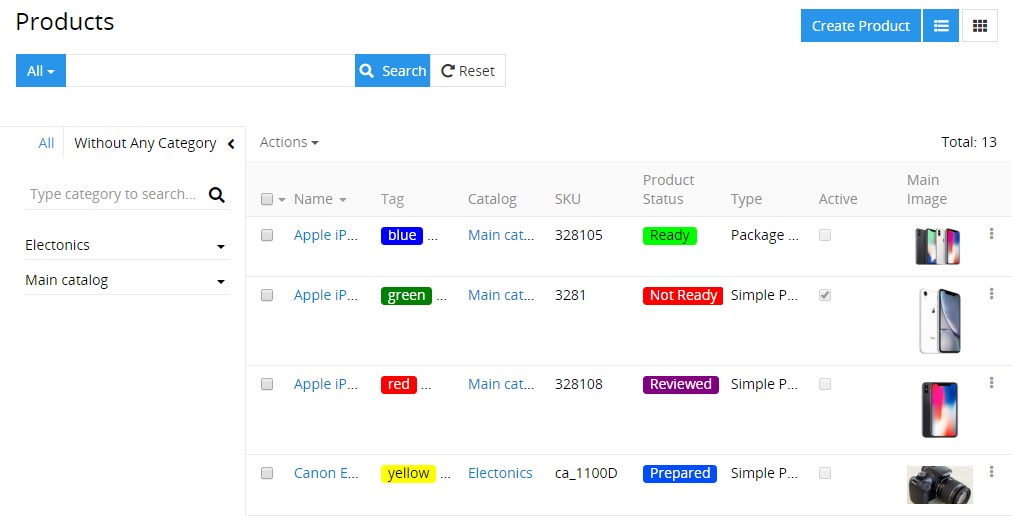 Products
Create Product
All
Search
Reset
All
Without Any Category
Actions
Total: 13
Type category to search...
Electonics
Main catalog
Name
Tag
Catalog
SKU
Product
Status
Type
Active
Main
Image
Apple iP... blue ... Main cat... 328105 Ready Package ...
Apple iP... green ... Main cat... 3281 Not Ready Simple P...
Apple iP... red ... Main cat... 328108 Reviewed Simple P...
Canon E... yellow ... Electonics ca_1100D Prepared Simple P...